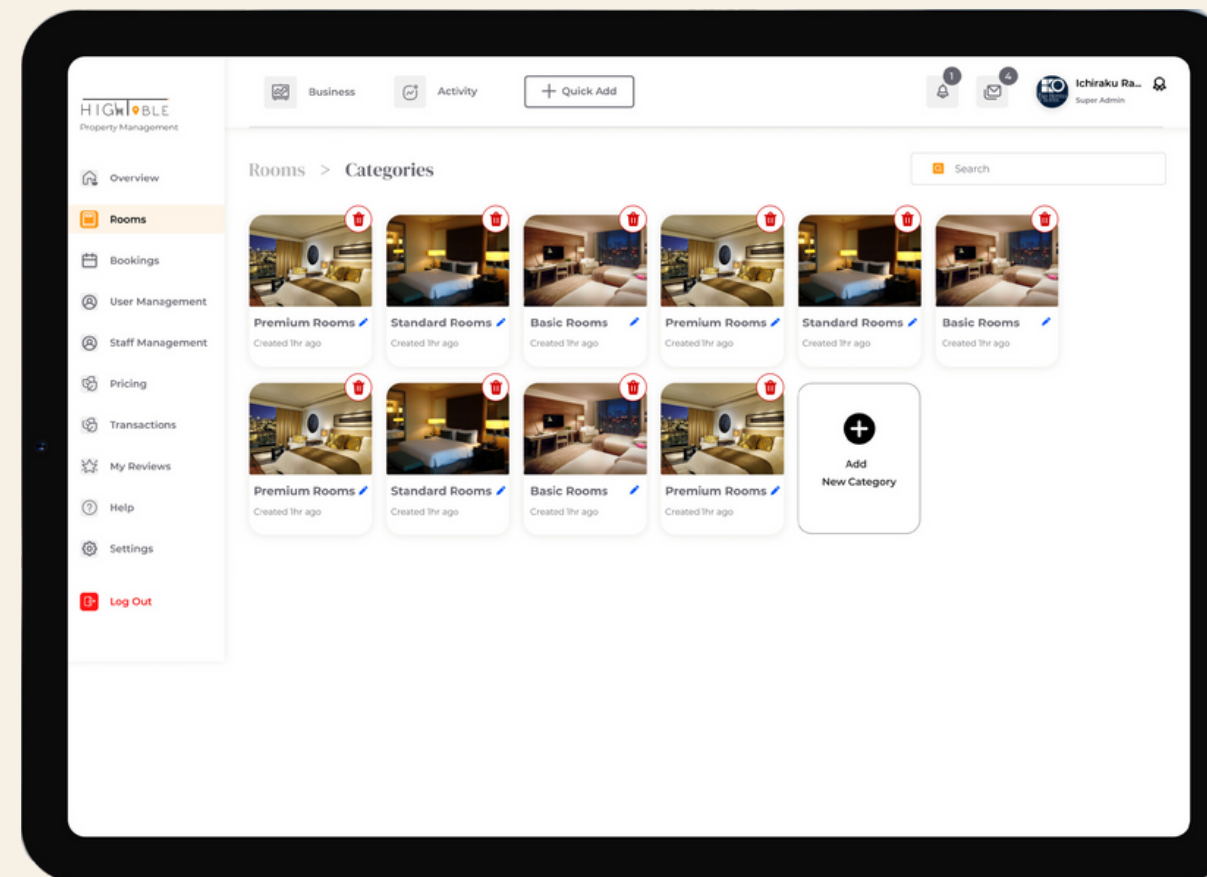 HIGHTABLE
Property Management
Business
Activity
+ Quick Add
1
4
Ichiraku Ra...
Super Admin
Overview
Rooms
Bookings
User Management
Staff Management
Pricing
Transactions
My Reviews
Help
Settings
Log Out
Rooms > Categories
Search
Premium Rooms
Created 1hr ago
Standard Rooms
Created 1hr ago
Basic Rooms
Created 1hr ago
Premium Rooms
Created 1hr ago
Standard Rooms
Created 1hr ago
Basic Rooms
Created 1hr ago
Premium Rooms
Created 1hr ago
Standard Rooms
Created 1hr ago
Basic Rooms
Created 1hr ago
Premium Rooms
Created 1hr ago
Add
New Category